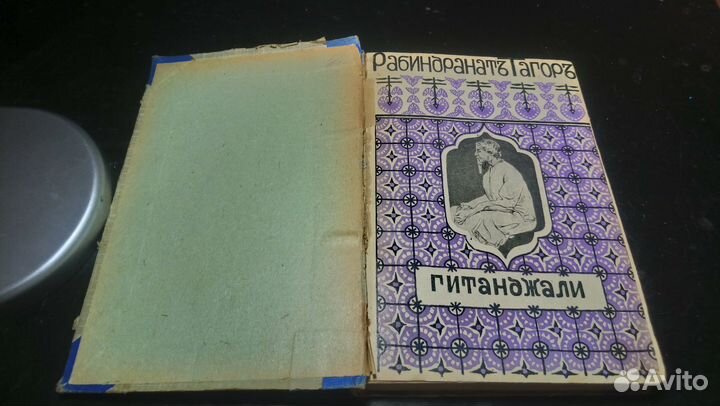 Рабиндранатъ Тагоръ
гитанджали
Avito